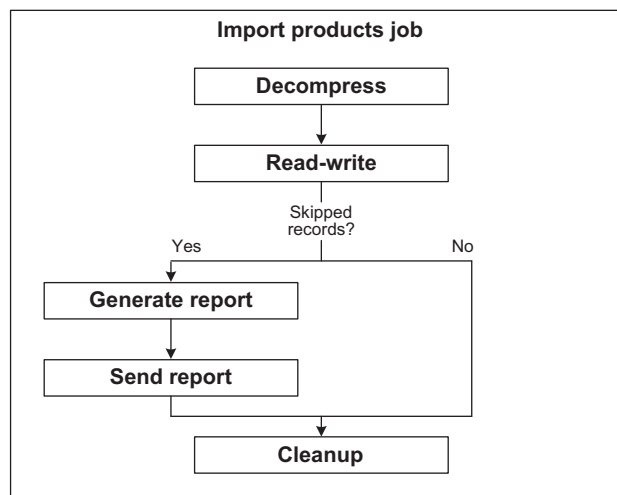 Import products job
Decompress
Read-write
Skipped
records?
Yes
No
Generate report
Send report
Cleanup